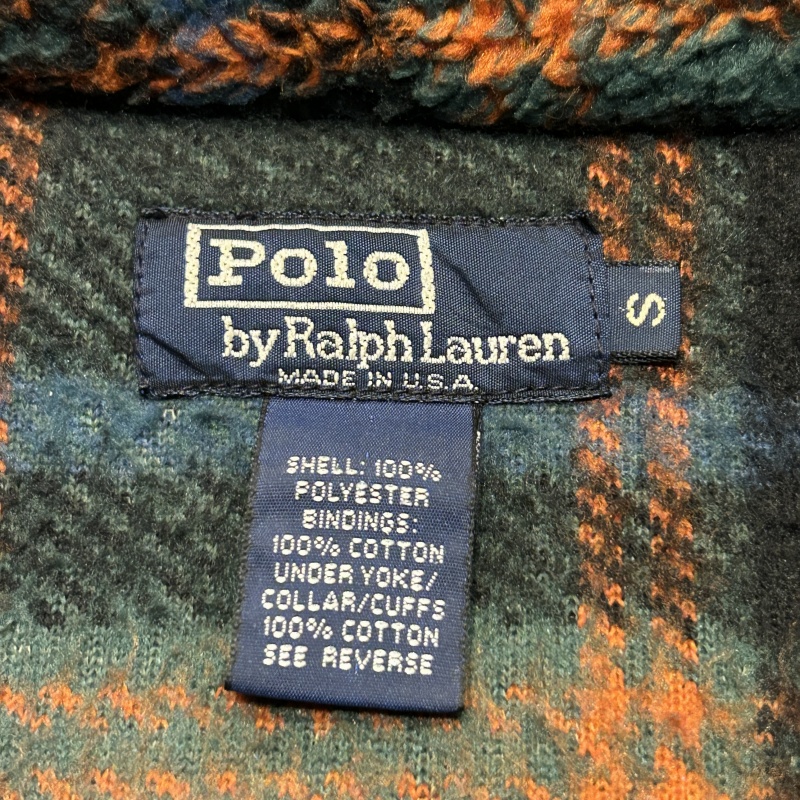 Polo
by Ralph Lauren
MADE IN U.S.A.
S
SHELL: 100%
POLYESTER
BINDINGS:
100% COTTON
UNDER YOKE/
COLLAR/CUFFS
100% COTTON
SEE REVERSE